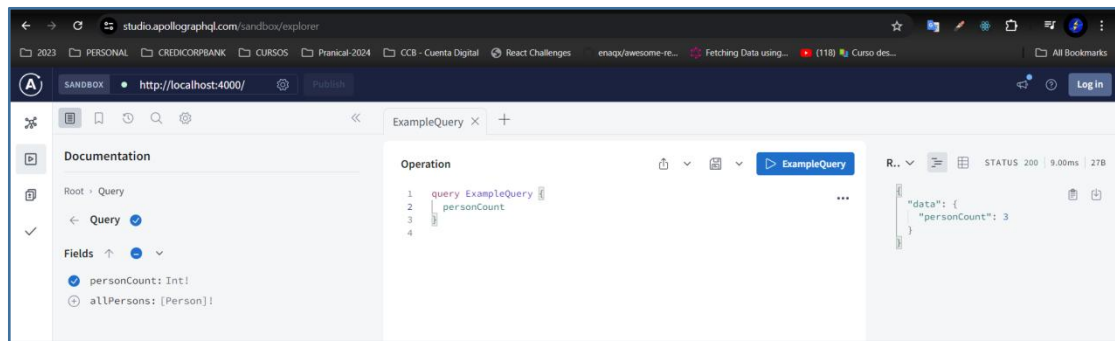 studio.apollographql.com/sandbox/explorer
2023 PERSONAL CREDICORPBANK CURSOS Pranical-2024 CCB - Cuenta Digital React Challenges enaqx/awesome-re... Fetching Data using... (118) Curso des... All Bookmarks
SANDBOX http://localhost:4000/ Publish Log in
ExampleQuery
Documentation
Root › Query
Query
Fields
personCount: Int!
allPersons: [Person]!
Operation
ExampleQuery
1 query ExampleQuery {
2 personCount
3 }
4
R.. STATUS 200 9.00ms 27B
{
"data": {
"personCount": 3
}
}